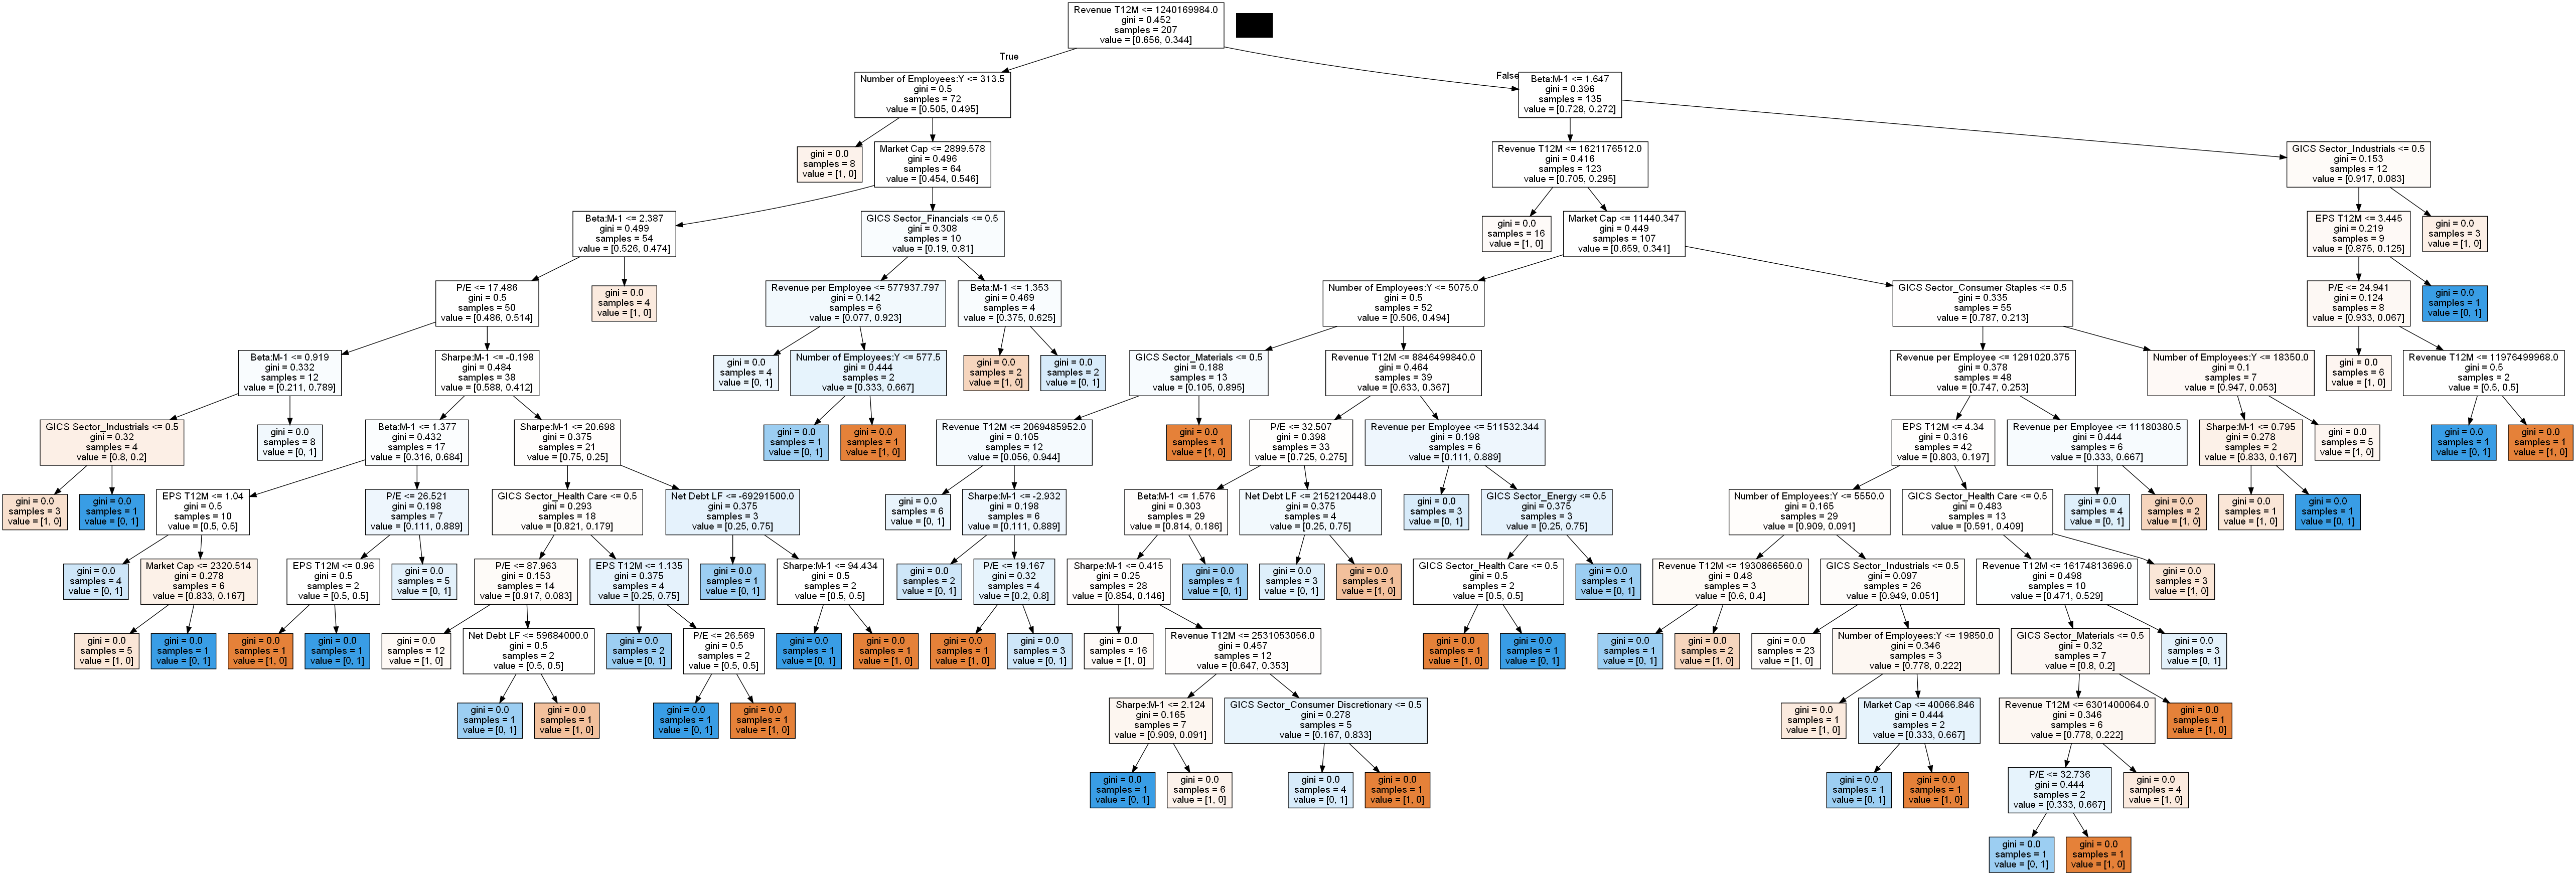 Revenue T12M <= 1240169984.0
gini = 0.452
samples = 207
value = [0.656, 0.344]
True
False
Number of Employees:Y <= 313.5
gini = 0.5
samples = 72
value = [0.505, 0.495]
Beta:M-1 <= 1.647
gini = 0.396
samples = 135
value = [0.728, 0.272]
gini = 0.0
samples = 8
value = [1, 0]
Market Cap <= 2899.578
gini = 0.496
samples = 64
value = [0.454, 0.546]
Revenue T12M <= 1621176512.0
gini = 0.416
samples = 123
value = [0.705, 0.295]
GICS Sector_Industrials <= 0.5
gini = 0.153
samples = 12
value = [0.917, 0.083]
Beta:M-1 <= 2.387
gini = 0.499
samples = 54
value = [0.526, 0.474]
GICS Sector_Financials <= 0.5
gini = 0.308
samples = 10
value = [0.19, 0.81]
gini = 0.0
samples = 16
value = [1, 0]
Market Cap <= 11440.347
gini = 0.449
samples = 107
value = [0.659, 0.341]
EPS T12M <= 3.445
gini = 0.219
samples = 9
value = [0.875, 0.125]
gini = 0.0
samples = 3
value = [1, 0]
P/E <= 17.486
gini = 0.5
samples = 50
value = [0.486, 0.514]
gini = 0.0
samples = 4
value = [1, 0]
Revenue per Employee <= 577937.797
gini = 0.142
samples = 6
value = [0.077, 0.923]
Beta:M-1 <= 1.353
gini = 0.469
samples = 4
value = [0.375, 0.625]
Number of Employees:Y <= 5075.0
gini = 0.5
samples = 52
value = [0.506, 0.494]
GICS Sector_Consumer Staples <= 0.5
gini = 0.335
samples = 55
value = [0.787, 0.213]
P/E <= 24.941
gini = 0.124
samples = 8
value = [0.933, 0.067]
gini = 0.0
samples = 1
value = [0, 1]
Beta:M-1 <= 0.919
gini = 0.332
samples = 12
value = [0.211, 0.789]
Sharpe:M-1 <= -0.198
gini = 0.484
samples = 38
value = [0.588, 0.412]
gini = 0.0
samples = 4
value = [0, 1]
Number of Employees:Y <= 577.5
gini = 0.444
samples = 2
value = [0.333, 0.667]
gini = 0.0
samples = 2
value = [1, 0]
gini = 0.0
samples = 2
value = [0, 1]
GICS Sector_Materials <= 0.5
gini = 0.188
samples = 13
value = [0.105, 0.895]
Revenue T12M <= 8846499840.0
gini = 0.464
samples = 39
value = [0.633, 0.367]
Revenue per Employee <= 1291020.375
gini = 0.378
samples = 48
value = [0.747, 0.253]
Number of Employees:Y <= 18350.0
gini = 0.1
samples = 7
value = [0.947, 0.053]
gini = 0.0
samples = 6
value = [1, 0]
Revenue T12M <= 11976499968.0
gini = 0.5
samples = 2
value = [0.5, 0.5]
GICS Sector_Industrials <= 0.5
gini = 0.32
samples = 4
value = [0.8, 0.2]
gini = 0.0
samples = 8
value = [0, 1]
Beta:M-1 <= 1.377
gini = 0.432
samples = 17
value = [0.316, 0.684]
Sharpe:M-1 <= 20.698
gini = 0.375
samples = 21
value = [0.75, 0.25]
gini = 0.0
samples = 1
value = [0, 1]
gini = 0.0
samples = 1
value = [1, 0]
Revenue T12M <= 2069485952.0
gini = 0.105
samples = 12
value = [0.056, 0.944]
gini = 0.0
samples = 1
value = [1, 0]
P/E <= 32.507
gini = 0.398
samples = 33
value = [0.725, 0.275]
Revenue per Employee <= 511532.344
gini = 0.198
samples = 6
value = [0.111, 0.889]
EPS T12M <= 4.34
gini = 0.316
samples = 42
value = [0.803, 0.197]
Revenue per Employee <= 11180380.5
gini = 0.444
samples = 6
value = [0.333, 0.667]
Sharpe:M-1 <= 0.795
gini = 0.278
samples = 2
value = [0.833, 0.167]
gini = 0.0
samples = 5
value = [1, 0]
gini = 0.0
samples = 1
value = [0, 1]
gini = 0.0
samples = 1
value = [1, 0]
gini = 0.0
samples = 3
value = [1, 0]
gini = 0.0
samples = 1
value = [0, 1]
EPS T12M <= 1.04
gini = 0.5
samples = 10
value = [0.5, 0.5]
P/E <= 26.521
gini = 0.198
samples = 7
value = [0.111, 0.889]
GICS Sector_Health Care <= 0.5
gini = 0.293
samples = 18
value = [0.821, 0.179]
Net Debt LF <= -69291500.0
gini = 0.375
samples = 3
value = [0.25, 0.75]
gini = 0.0
samples = 6
value = [0, 1]
Sharpe:M-1 <= -2.932
gini = 0.198
samples = 6
value = [0.111, 0.889]
Beta:M-1 <= 1.576
gini = 0.303
samples = 29
value = [0.814, 0.186]
Net Debt LF <= 2152120448.0
gini = 0.375
samples = 4
value = [0.25, 0.75]
gini = 0.0
samples = 3
value = [0, 1]
GICS Sector_Energy <= 0.5
gini = 0.375
samples = 3
value = [0.25, 0.75]
Number of Employees:Y <= 5550.0
gini = 0.165
samples = 29
value = [0.909, 0.091]
GICS Sector_Health Care <= 0.5
gini = 0.483
samples = 13
value = [0.591, 0.409]
gini = 0.0
samples = 4
value = [0, 1]
gini = 0.0
samples = 2
value = [1, 0]
gini = 0.0
samples = 1
value = [1, 0]
gini = 0.0
samples = 1
value = [0, 1]
gini = 0.0
samples = 4
value = [0, 1]
Market Cap <= 2320.514
gini = 0.278
samples = 6
value = [0.833, 0.167]
EPS T12M <= 0.96
gini = 0.5
samples = 2
value = [0.5, 0.5]
gini = 0.0
samples = 5
value = [0, 1]
P/E <= 87.963
gini = 0.153
samples = 14
value = [0.917, 0.083]
EPS T12M <= 1.135
gini = 0.375
samples = 4
value = [0.25, 0.75]
gini = 0.0
samples = 1
value = [0, 1]
Sharpe:M-1 <= 94.434
gini = 0.5
samples = 2
value = [0.5, 0.5]
gini = 0.0
samples = 2
value = [0, 1]
P/E <= 19.167
gini = 0.32
samples = 4
value = [0.2, 0.8]
Sharpe:M-1 <= 0.415
gini = 0.25
samples = 28
value = [0.854, 0.146]
gini = 0.0
samples = 1
value = [0, 1]
gini = 0.0
samples = 3
value = [0, 1]
gini = 0.0
samples = 1
value = [1, 0]
GICS Sector_Health Care <= 0.5
gini = 0.5
samples = 2
value = [0.5, 0.5]
gini = 0.0
samples = 1
value = [0, 1]
Revenue T12M <= 1930866560.0
gini = 0.48
samples = 3
value = [0.6, 0.4]
GICS Sector_Industrials <= 0.5
gini = 0.097
samples = 26
value = [0.949, 0.051]
Revenue T12M <= 16174813696.0
gini = 0.498
samples = 10
value = [0.471, 0.529]
gini = 0.0
samples = 3
value = [1, 0]
gini = 0.0
samples = 5
value = [1, 0]
gini = 0.0
samples = 1
value = [0, 1]
gini = 0.0
samples = 1
value = [1, 0]
gini = 0.0
samples = 1
value = [0, 1]
gini = 0.0
samples = 12
value = [1, 0]
Net Debt LF <= 59684000.0
gini = 0.5
samples = 2
value = [0.5, 0.5]
gini = 0.0
samples = 2
value = [0, 1]
P/E <= 26.569
gini = 0.5
samples = 2
value = [0.5, 0.5]
gini = 0.0
samples = 1
value = [0, 1]
gini = 0.0
samples = 1
value = [1, 0]
gini = 0.0
samples = 1
value = [1, 0]
gini = 0.0
samples = 3
value = [0, 1]
gini = 0.0
samples = 16
value = [1, 0]
Revenue T12M <= 2531053056.0
gini = 0.457
samples = 12
value = [0.647, 0.353]
gini = 0.0
samples = 1
value = [1, 0]
gini = 0.0
samples = 1
value = [0, 1]
gini = 0.0
samples = 1
value = [0, 1]
gini = 0.0
samples = 2
value = [1, 0]
gini = 0.0
samples = 23
value = [1, 0]
Number of Employees:Y <= 19850.0
gini = 0.346
samples = 3
value = [0.778, 0.222]
GICS Sector_Materials <= 0.5
gini = 0.32
samples = 7
value = [0.8, 0.2]
gini = 0.0
samples = 3
value = [0, 1]
gini = 0.0
samples = 1
value = [0, 1]
gini = 0.0
samples = 1
value = [1, 0]
gini = 0.0
samples = 1
value = [0, 1]
gini = 0.0
samples = 1
value = [1, 0]
Sharpe:M-1 <= 2.124
gini = 0.165
samples = 7
value = [0.909, 0.091]
GICS Sector_Consumer Discretionary <= 0.5
gini = 0.278
samples = 5
value = [0.167, 0.833]
gini = 0.0
samples = 1
value = [1, 0]
Market Cap <= 40066.846
gini = 0.444
samples = 2
value = [0.333, 0.667]
Revenue T12M <= 6301400064.0
gini = 0.346
samples = 6
value = [0.778, 0.222]
gini = 0.0
samples = 1
value = [1, 0]
gini = 0.0
samples = 1
value = [0, 1]
gini = 0.0
samples = 6
value = [1, 0]
gini = 0.0
samples = 4
value = [0, 1]
gini = 0.0
samples = 1
value = [1, 0]
gini = 0.0
samples = 1
value = [0, 1]
gini = 0.0
samples = 1
value = [1, 0]
P/E <= 32.736
gini = 0.444
samples = 2
value = [0.333, 0.667]
gini = 0.0
samples = 4
value = [1, 0]
gini = 0.0
samples = 1
value = [0, 1]
gini = 0.0
samples = 1
value = [1, 0]